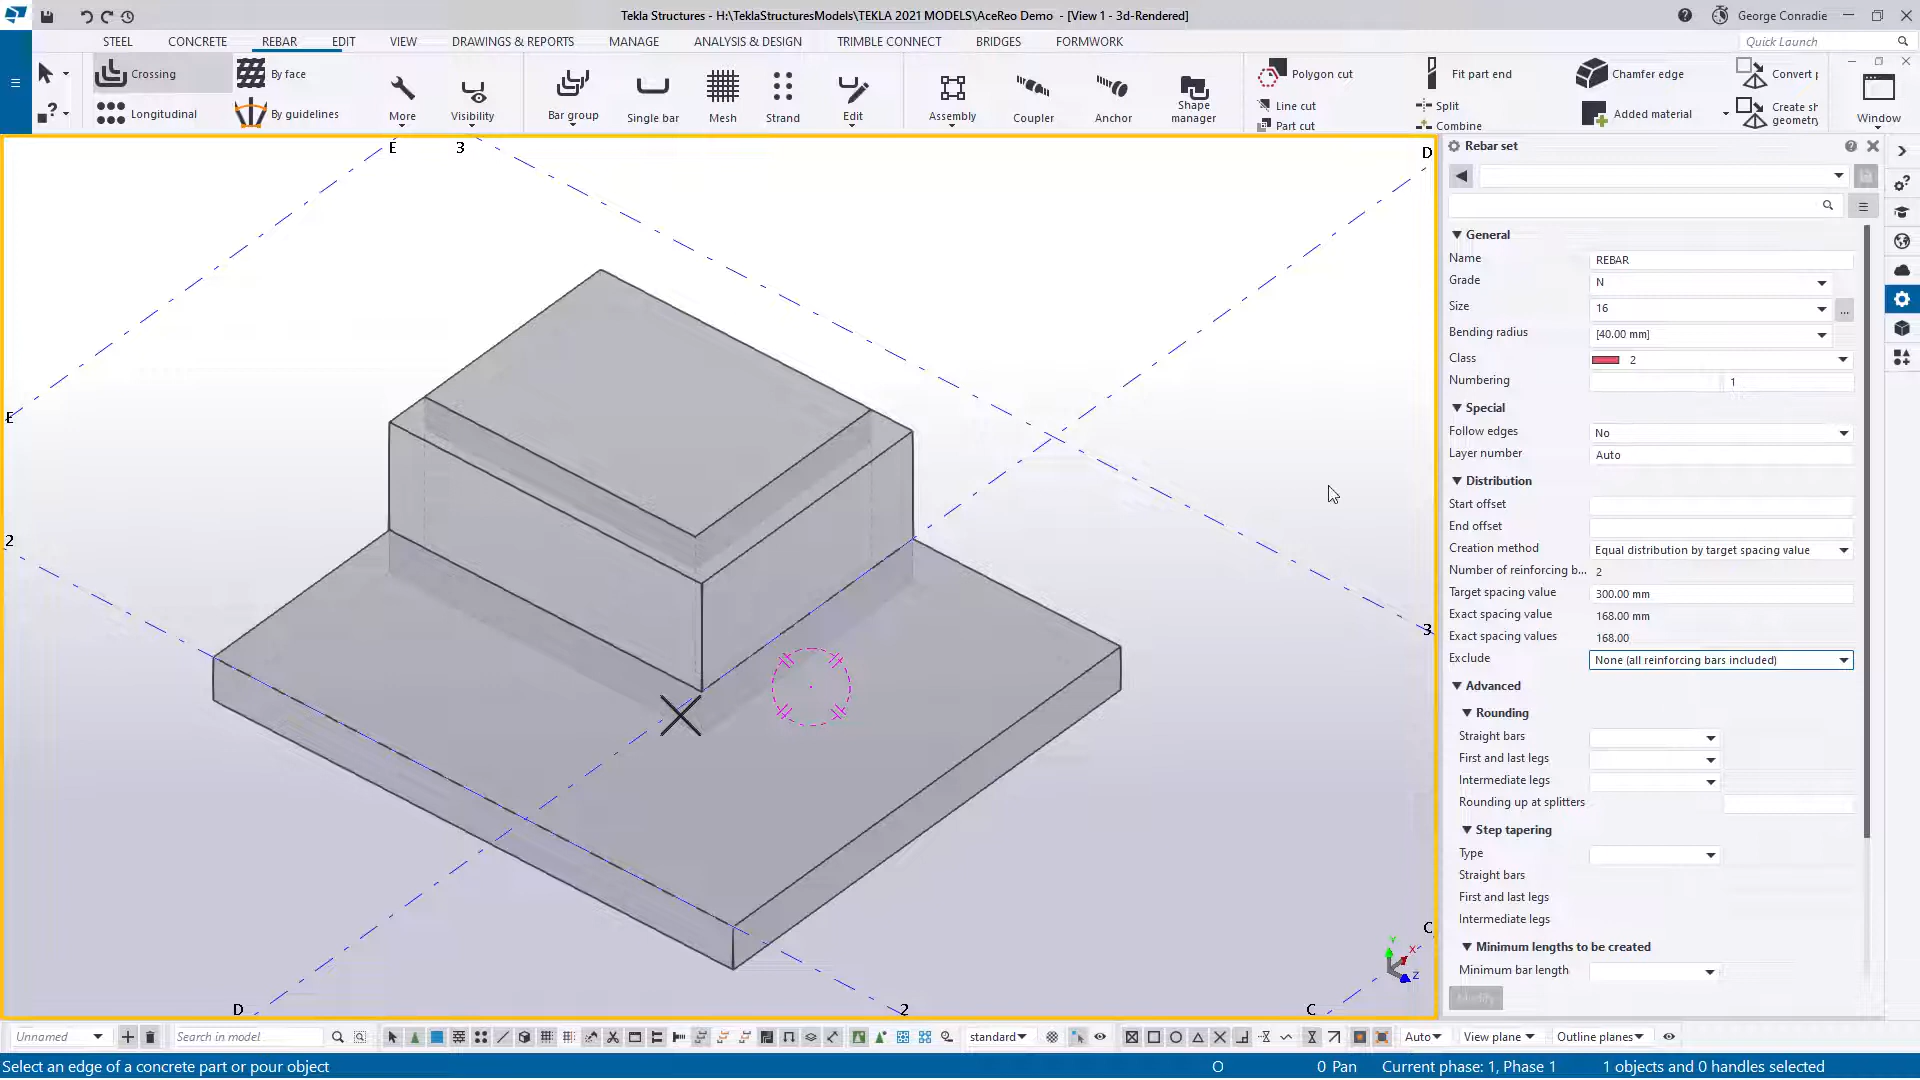 Tekla Structures - H:\TeklaStructuresModels\TEKLA 2021 MODELS\AceReo Demo - [View 1 - 3d-Rendered]
George Conradie
STEEL
CONCRETE
REBAR
EDIT
VIEW
DRAWINGS & REPORTS
MANAGE
ANALYSIS & DESIGN
TRIMBLE CONNECT
BRIDGES
FORMWORK
Quick Launch
Crossing
Longitudinal
By face
By guidelines
More
Visibility
Bar group
Single bar
Mesh
Strand
Edit
Assembly
Coupler
Anchor
Shape
manager
Polygon cut
Line cut
Part cut
Fit part end
Split
Combine
Chamfer edge
Added material
Convert p
Create sh
geometry
Window
E
3
D
E
2
3
C
D
2
C
Y
X
Z
Rebar set
General
Name REBAR
Grade N
Size 16 ...
Bending radius [40.00 mm]
Class 2
Numbering 1
Special
Follow edges No
Layer number Auto
Distribution
Start offset
End offset
Creation method Equal distribution by target spacing value
Number of reinforcing b... 2
Target spacing value 300.00 mm
Exact spacing value 168.00 mm
Exact spacing values 168.00
Exclude None (all reinforcing bars included)
Advanced
Rounding
Straight bars
First and last legs
Intermediate legs
Rounding up at splitters
Step tapering
Type
Straight bars
First and last legs
Intermediate legs
Minimum lengths to be created
Minimum bar length
Modify
Unnamed
Search in model
standard
Auto
View plane
Outline planes
Select an edge of a concrete part or pour object
O
0 Pan
Current phase: 1, Phase 1
1 objects and 0 handles selected